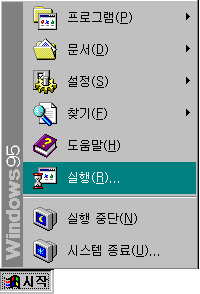 프로그램(P)
문서(D)
설정(S)
찾기(F)
도움말(H)
실행(R)...
실행 중단(N)
시스템 종료(U)...
Windows95
시작